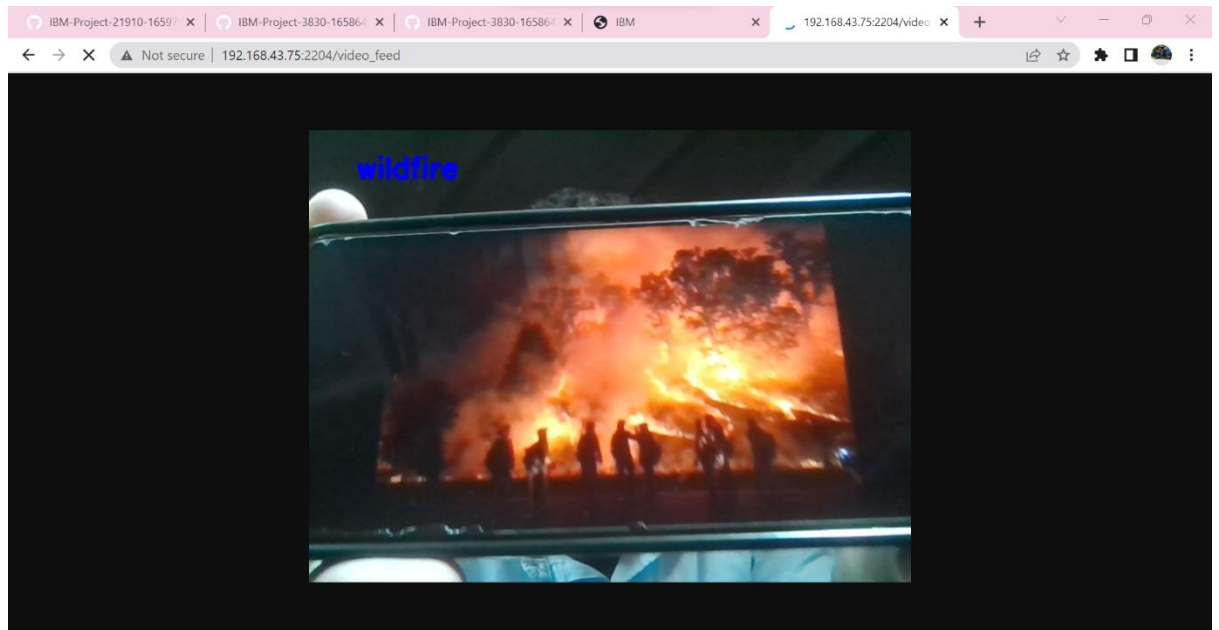 IBM-Project-21910-16597
IBM-Project-3830-165864
IBM-Project-3830-165864
IBM
192.168.43.75:2204/video
Not secure
192.168.43.75:2204/video_feed
wildfire